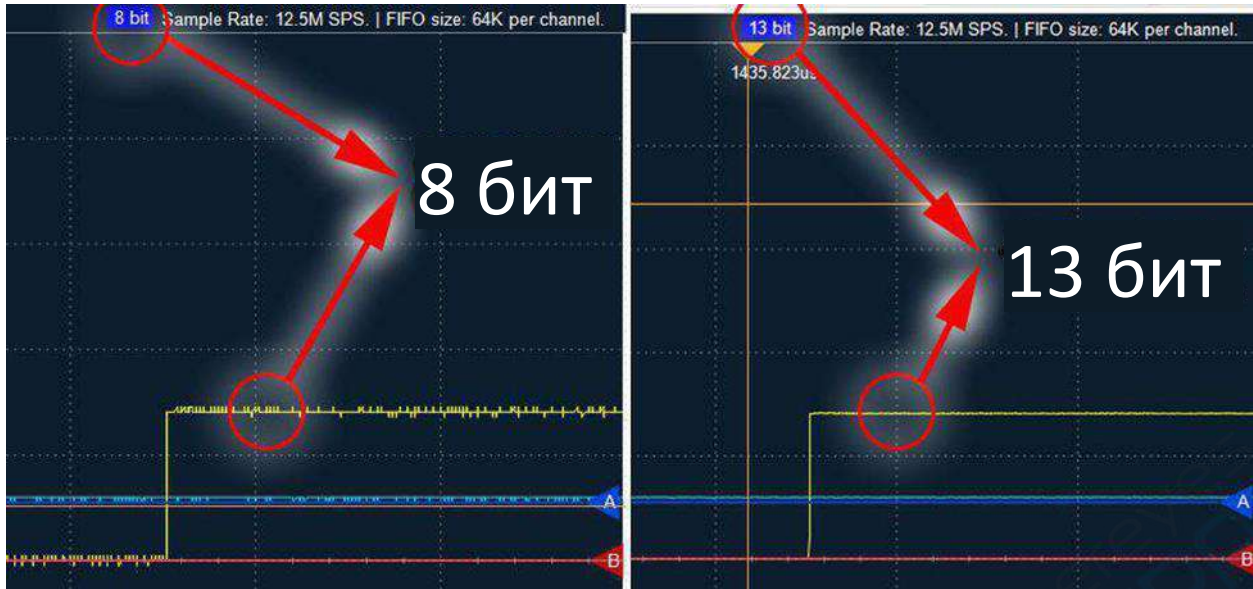 8 bit Sample Rate: 12.5M SPS. | FIFO size: 64K per channel.
8 бит
A
B
13 bit Sample Rate: 12.5M SPS. | FIFO size: 64K per channel.
1435.823us
13 бит
A
B